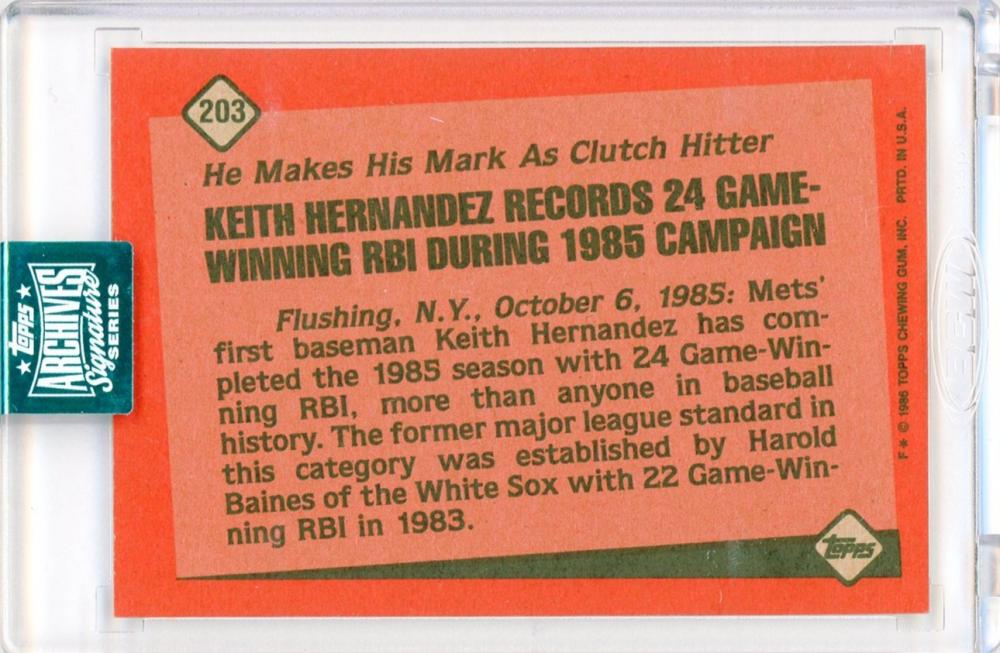 203
He Makes His Mark As Clutch Hitter
KEITH HERNANDEZ RECORDS 24 GAME-
WINNING RBI DURING 1985 CAMPAIGN
Flushing, N.Y., October 6, 1985: Mets'
first baseman Keith Hernandez has com-
pleted the 1985 season with 24 Game-Win-
ning RBI, more than anyone in baseball
history. The former major league standard in
this category was established by Harold
Baines of the White Sox with 22 Game-Win-
ning RBI in 1983.
topps
F * © 1986 TOPPS CHEWING GUM, INC. PRTD. IN U.S.A.
★ topps ★
ARCHIVES
Signature
SERIES